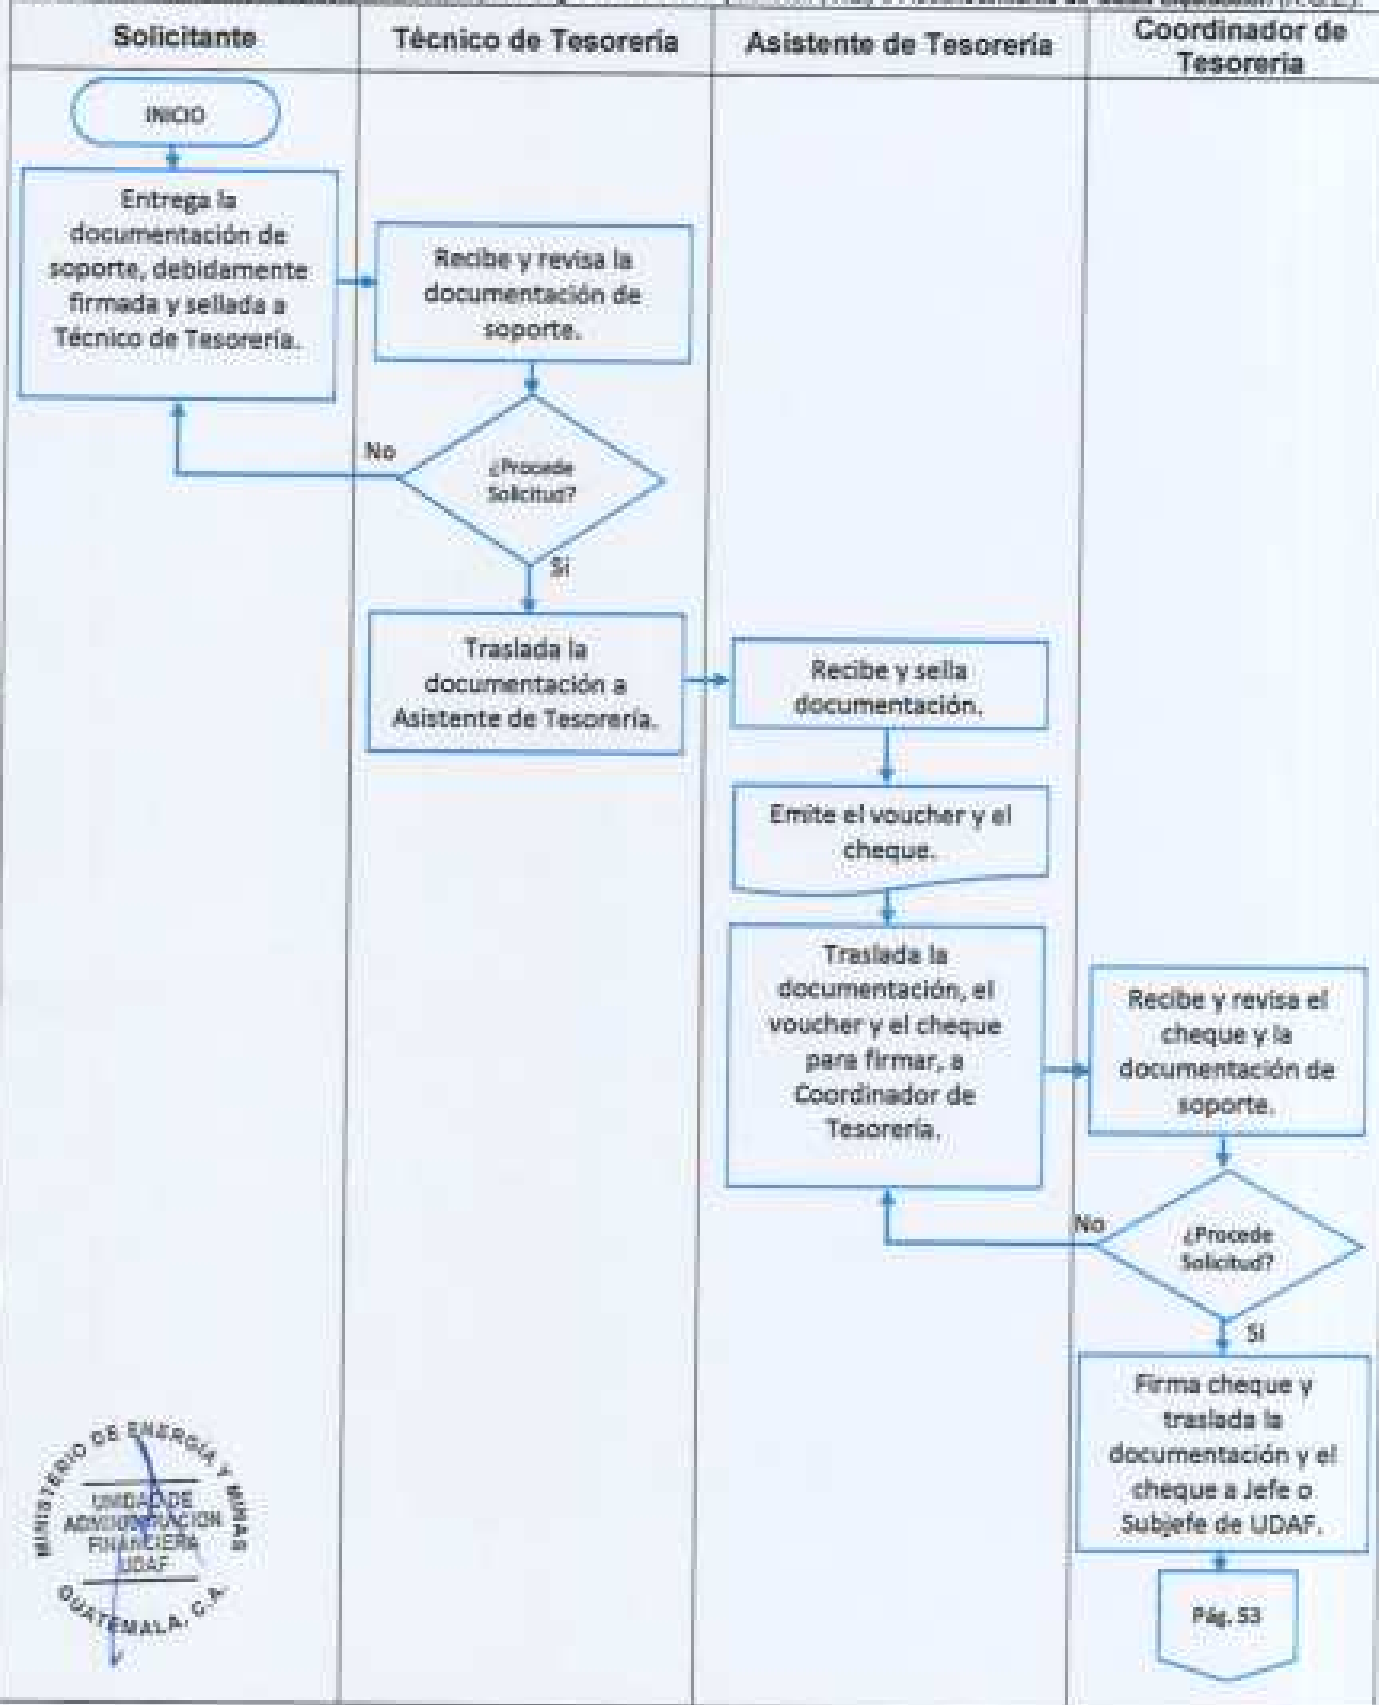 Solicitante
Técnico de Tesorería
Asistente de Tesorería
Coordinador de
Tesorería
INICIO
Entrega la
documentación de
soporte, debidamente
firmada y sellada a
Técnico de Tesorería.
Recibe y revisa la
documentación de
soporte.
No
¿Procede
Solicitud?
Si
Traslada la
documentación a
Asistente de Tesorería.
Recibe y sella
documentación.
Emite el voucher y el
cheque.
Traslada la
documentación, el
voucher y el cheque
para firmar, a
Coordinador de
Tesorería.
Recibe y revisa el
cheque y la
documentación de
soporte.
No
¿Procede
Solicitud?
Si
Firma cheque y
traslada la
documentación y el
cheque a Jefe o
Subjefe de UDAF.
Pág. 53
MINISTERIO DE ENERGÍA Y MINAS
UNIDAD DE
ADMINISTRACION
FINANCIERA
UDAF
GUATEMALA, C.A.